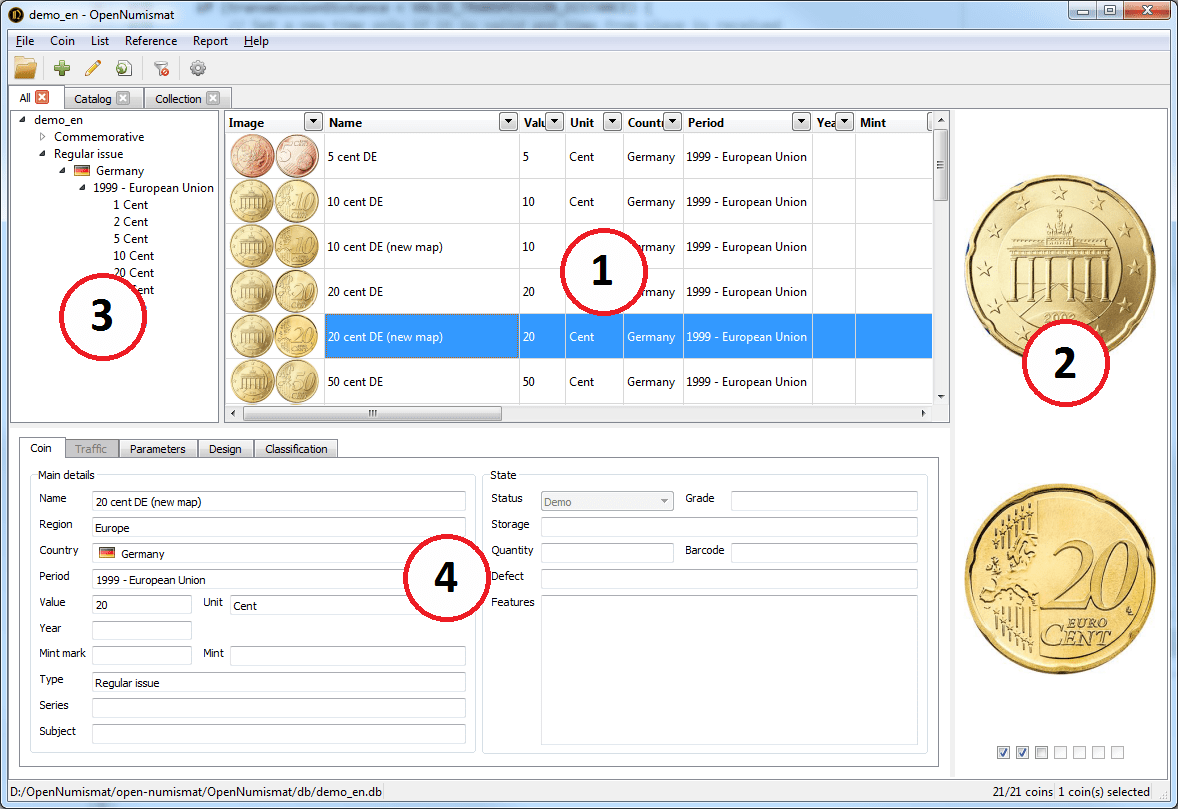 demo_en - OpenNumismat
File Coin List Reference Report Help
All Catalog Collection
demo_en
Commemorative
Regular issue
Germany
1999 - European Union
1 Cent
2 Cent
5 Cent
10 Cent
20 Cent
3
Image Name Valu Unit Country Period Yea Mint
5 cent DE 5 Cent Germany 1999 - European Union
10 cent DE 10 Cent Germany 1999 - European Union
10 cent DE (new map) 10 1999 - European Union
20 cent DE 20 1999 - European Union
20 cent DE (new map) 20 Cent Germany 1999 - European Union
50 cent DE 50 Cent Germany 1999 - European Union
1
2002
2
20
EURO
CENT
Coin Traffic Parameters Design Classification
Main details
Name 20 cent DE (new map)
Region Europe
Country Germany
Period 1999 - European Union
Value 20 Unit Cent
Year
Mint mark Mint
Type Regular issue
Series
Subject
4
State
Status Demo Grade
Storage
Quantity Barcode
Defect
Features
D:/OpenNumismat/open-numismat/OpenNumismat/db/demo_en.db 21/21 coins 1 coin(s) selected